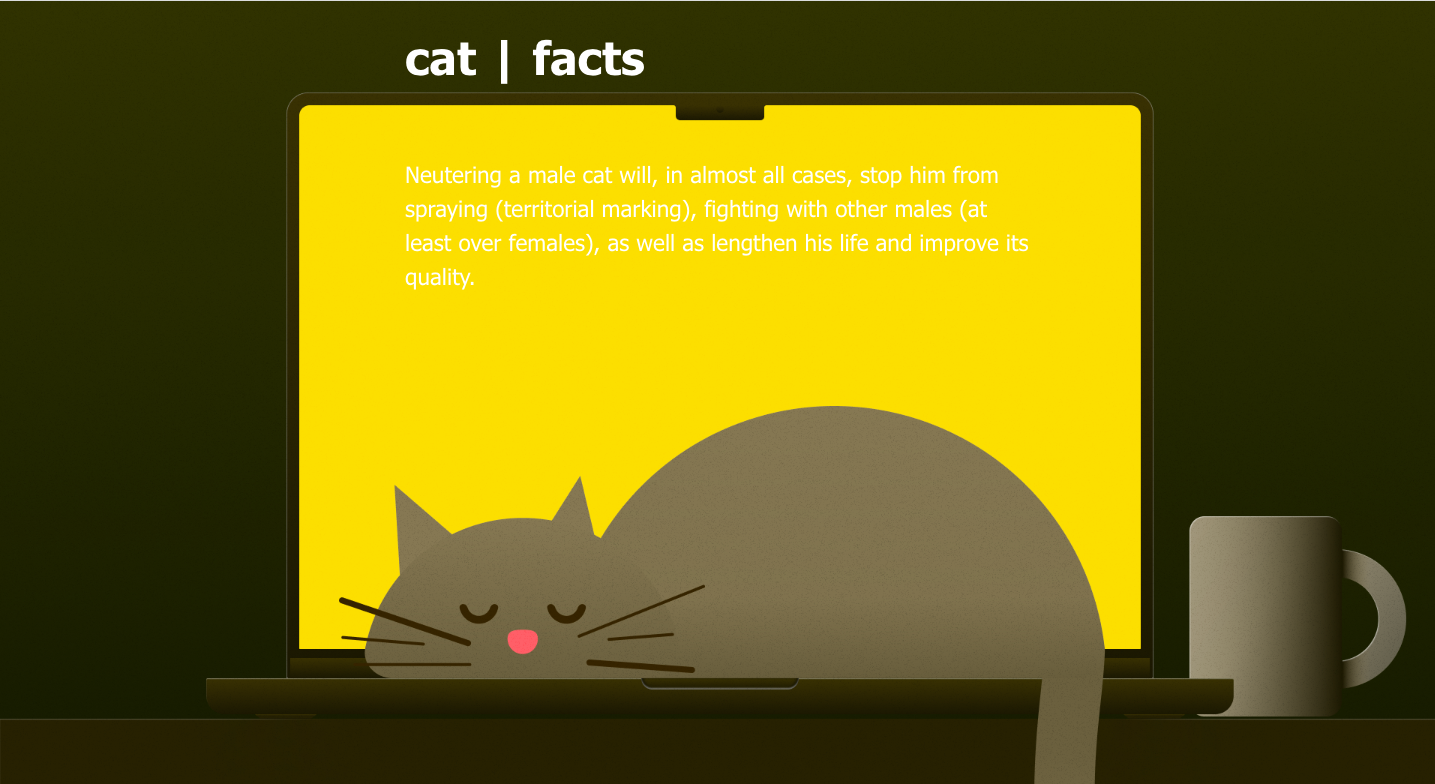 cat | facts
Neutering a male cat will, in almost all cases, stop him from
spraying (territorial marking), fighting with other males (at
least over females), as well as lengthen his life and improve its
quality.